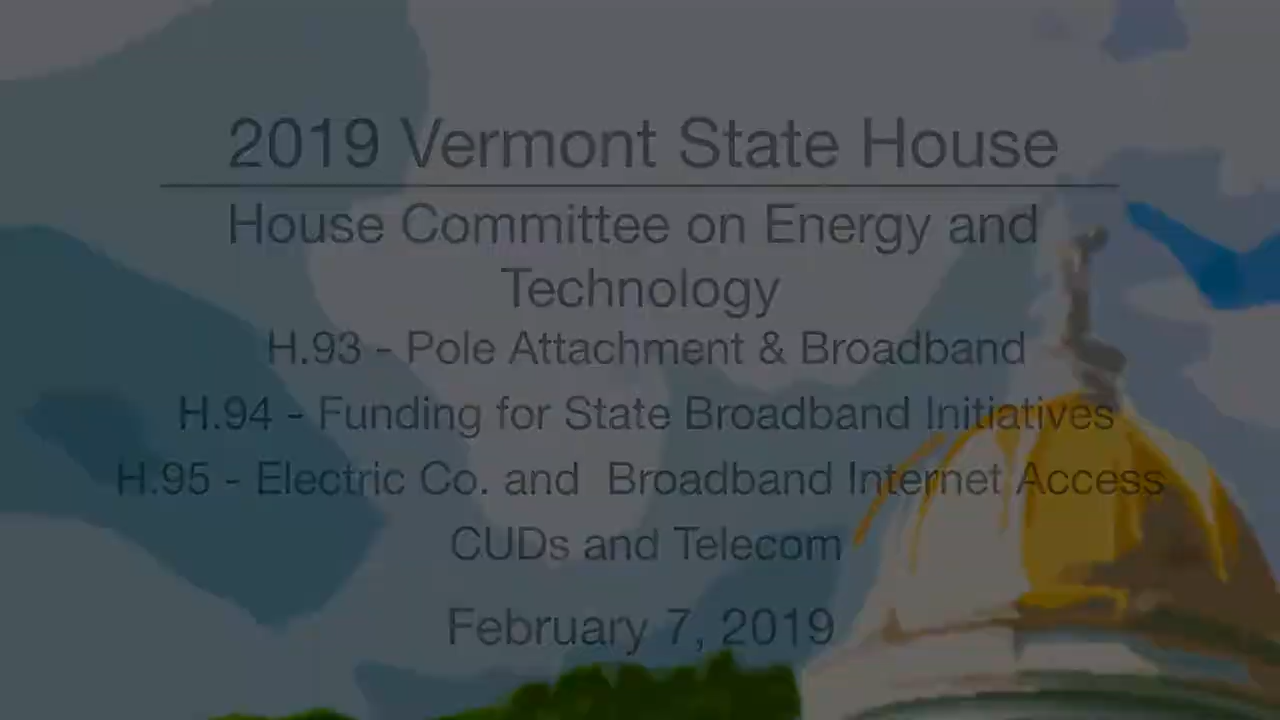 2019 Vermont State House
House Committee on Energy and
Technology
H.93 - Pole Attachment & Broadband
H.94 - Funding for State Broadband Initiatives
H.95 - Electric Co. and  Broadband Internet Access
CUDs and Telecom
February 7, 2019